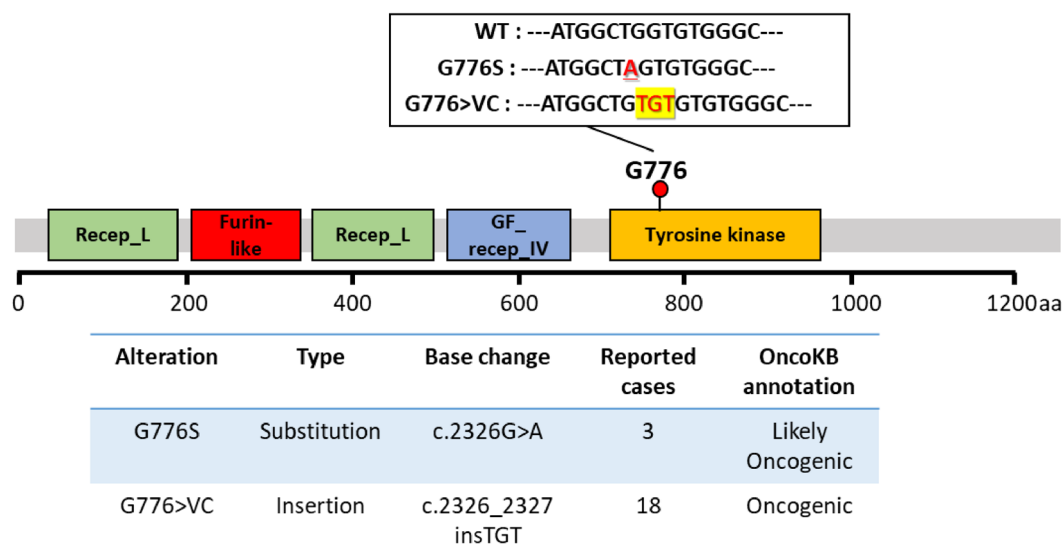 WT : ---ATGGCTGGTGTGGGC---
G776S : ---ATGGCTAGTGTGGGC---
G776>VC : ---ATGGCTGTGTGTGTGGGC---
G776
Recep_L
Furin-
like
Recep_L
GF_
recep_IV
Tyrosine kinase
0 200 400 600 800 1000 1200aa
Alteration Type Base change Reported OncoKB
cases annotation
G776S Substitution c.2326G>A 3 Likely
Oncogenic
G776>VC Insertion c.2326_2327 18 Oncogenic
insTGT